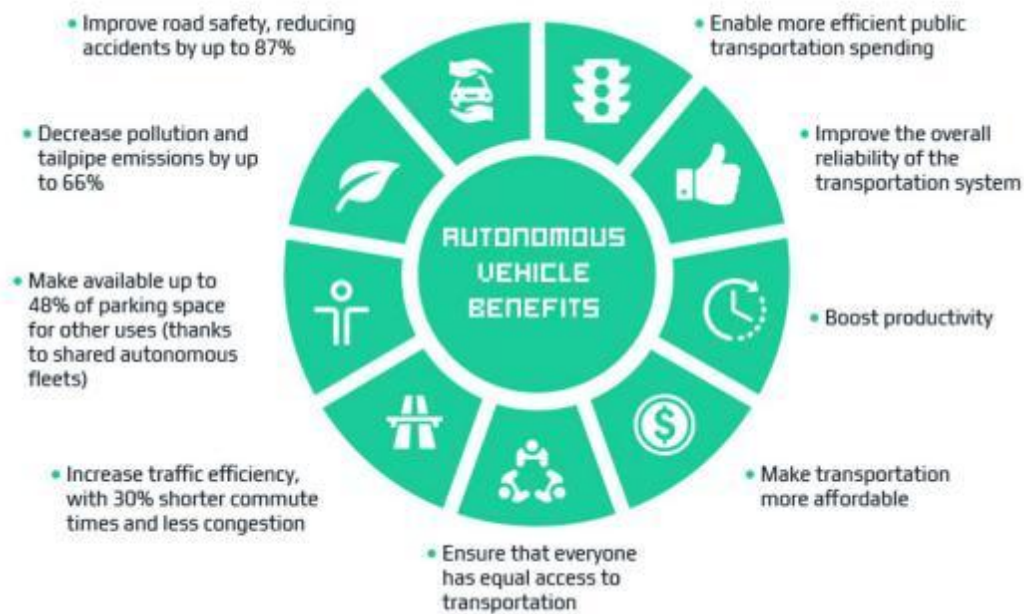 • Improve road safety, reducing
accidents by up to 87%
• Enable more efficient public
transportation spending
• Decrease pollution and
tailpipe emissions by up
to 66%
• Improve the overall
reliability of the
transportation system
AUTONOMOUS
VEHICLE
BENEFITS
• Make available up to
48% of parking space
for other uses (thanks
to shared autonomous
fleets)
• Boost productivity
• Increase traffic efficiency,
with 30% shorter commute
times and less congestion
• Make transportation
more affordable
• Ensure that everyone
has equal access to
transportation